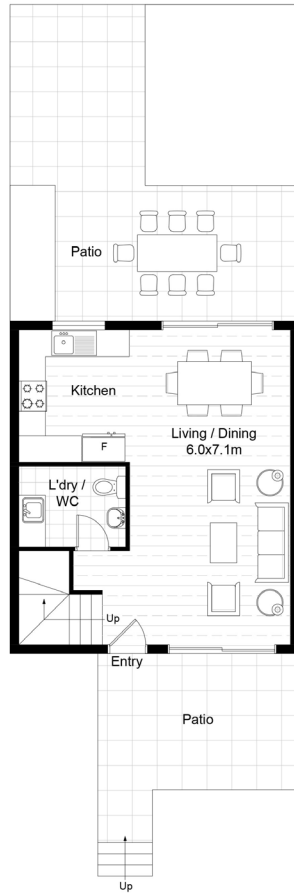 Patio
Kitchen
F
Living / Dining
6.0x7.1m
L'dry /
WC
Up
Entry
Patio
Up